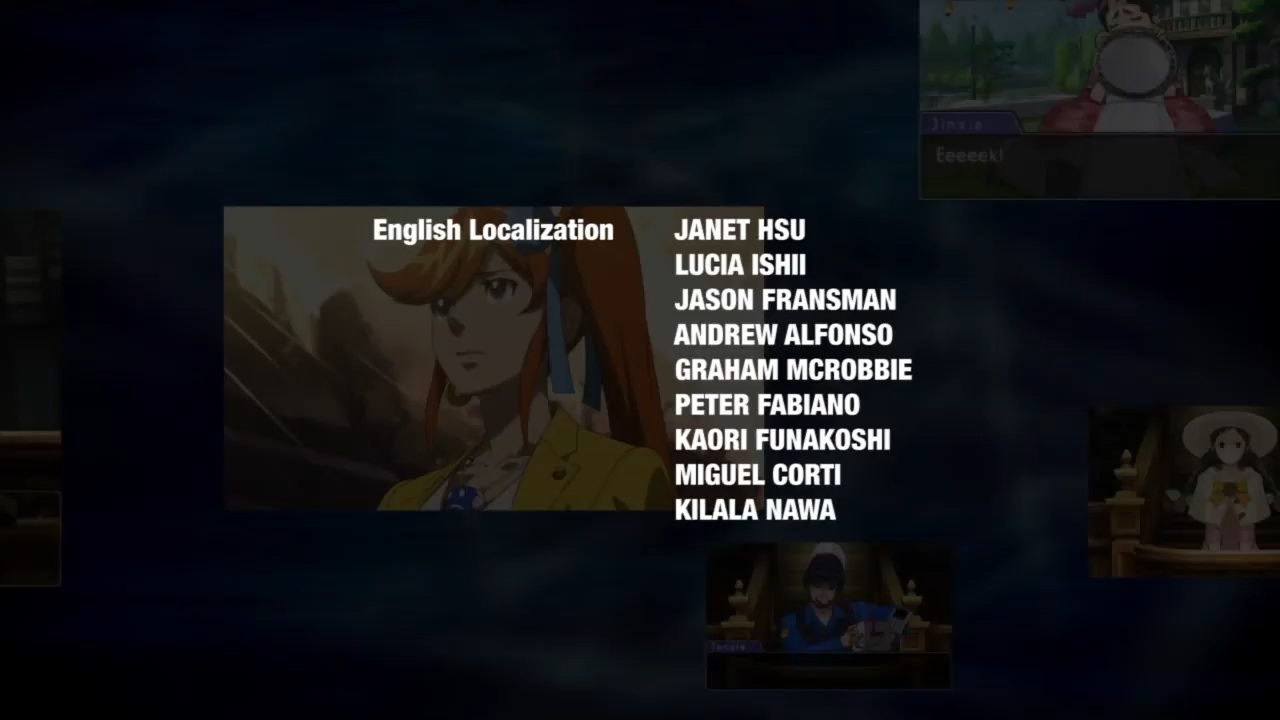 Jinxie
Eeeeek!
English Localization
JANET HSU
LUCIA ISHII
JASON FRANSMAN
ANDREW ALFONSO
GRAHAM MCROBBIE
PETER FABIANO
KAORI FUNAKOSHI
MIGUEL CORTI
KILALA NAWA